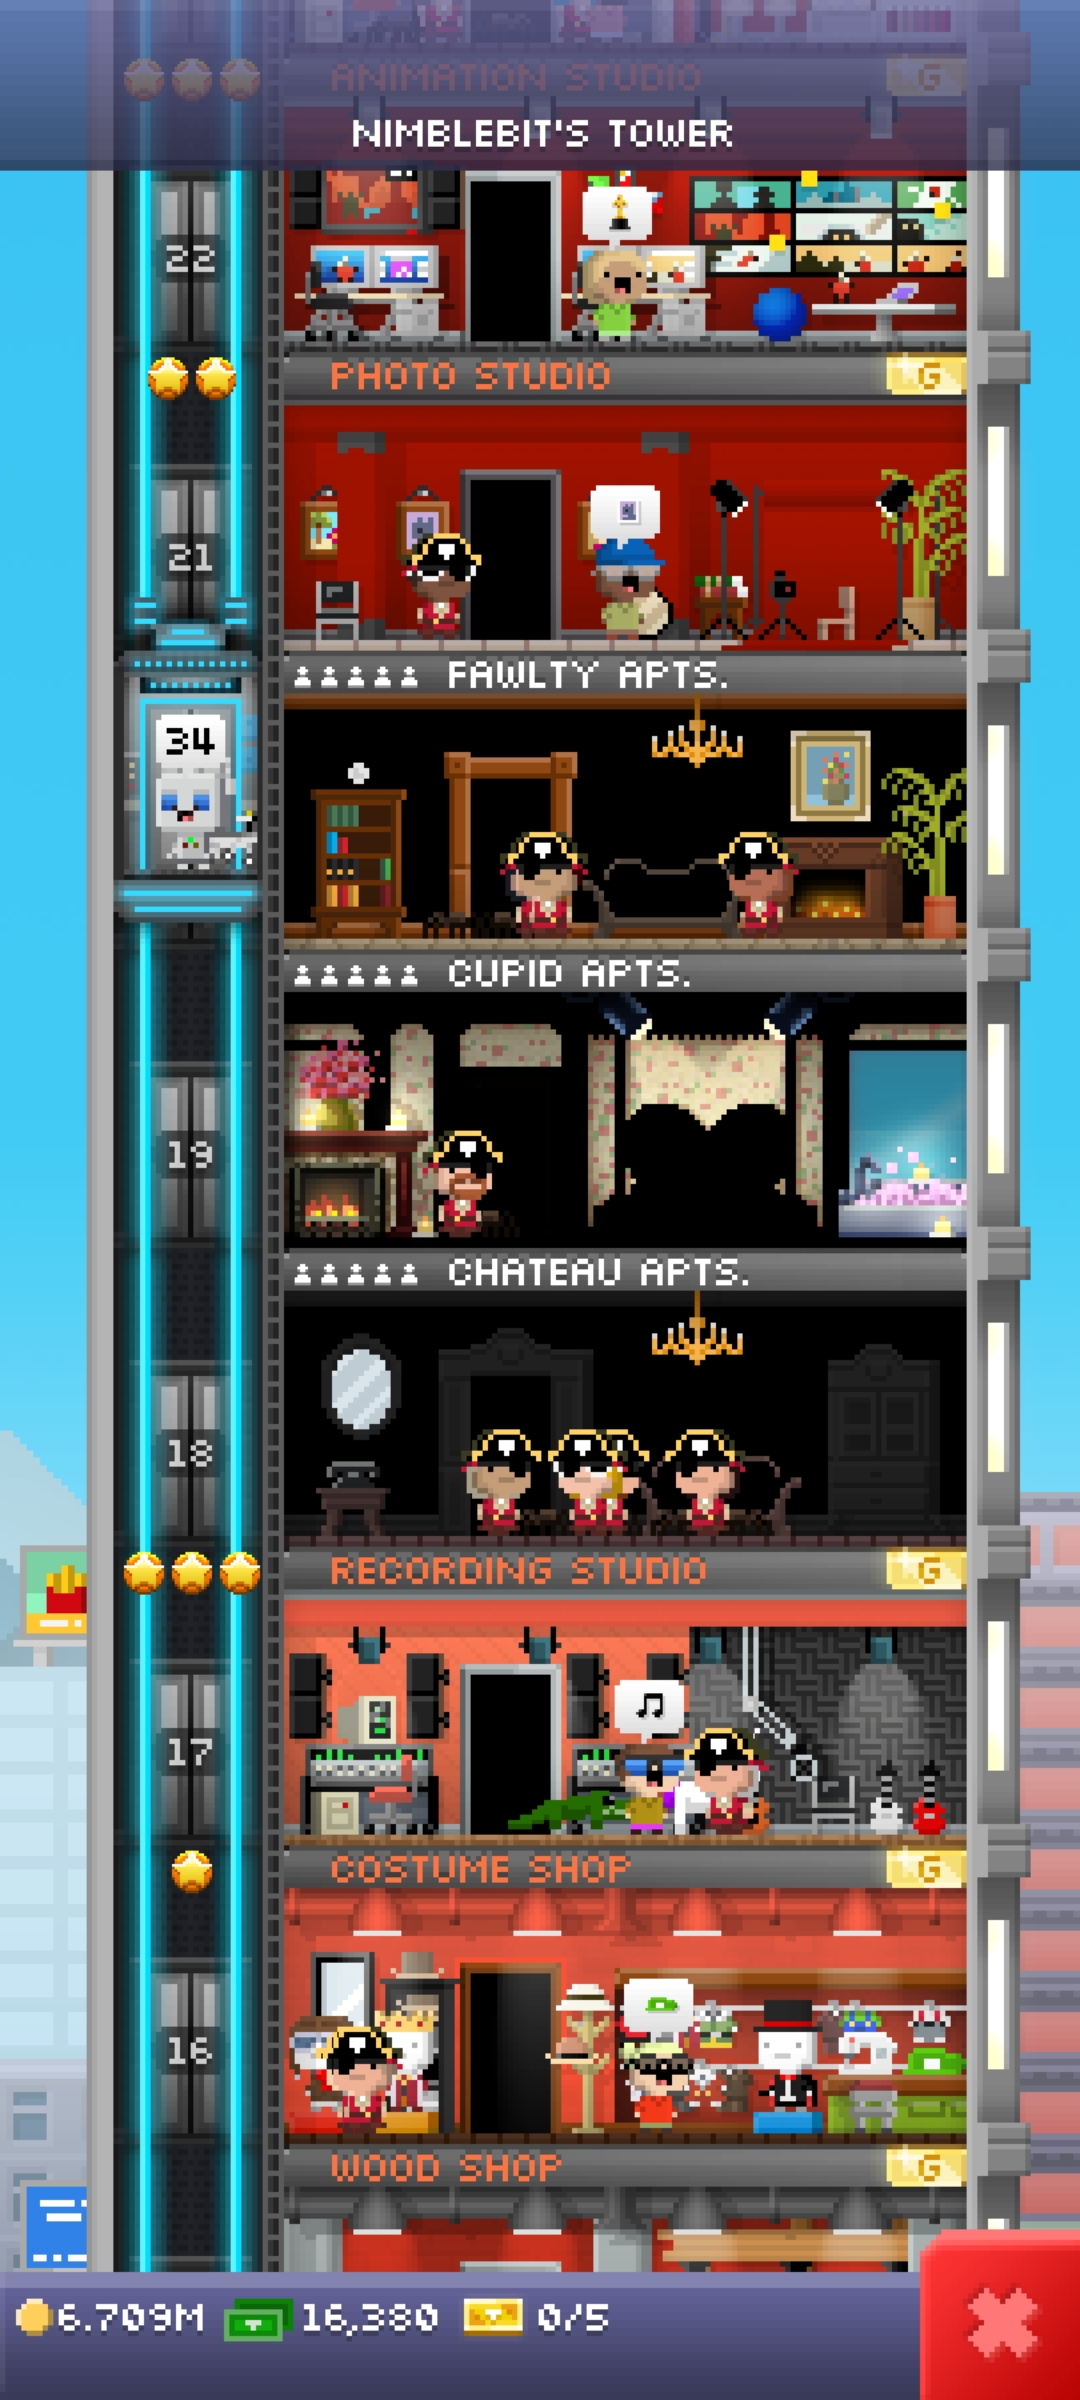 ANIMATION STUDIO G
NIMBLEBIT'S TOWER
22
PHOTO STUDIO G
21
FAWLTY APTS.
34
CUPID APTS.
19
CHATEAU APTS.
18
RECORDING STUDIO G
17
COSTUME SHOP G
16
WOOD SHOP G
6.709M 16,380 0/5